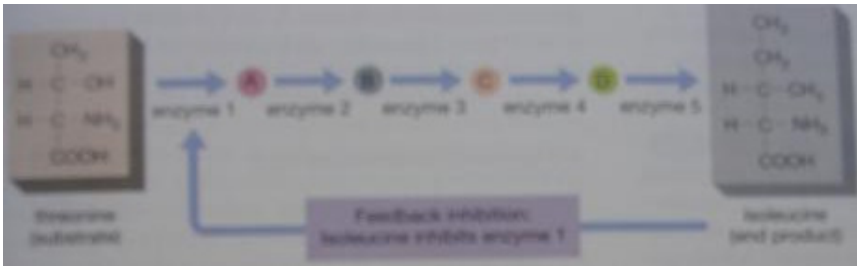 CH₃
H C OH
H C NH₂
COOH
threonine
(substrate)
A
B
C
D
enzyme 1
enzyme 2
enzyme 3
enzyme 4
enzyme 5
CH₃
CH₂
H C CH₃
H C NH₂
COOH
isoleucine
(end product)
Feedback inhibition:
Isoleucine inhibits enzyme 1